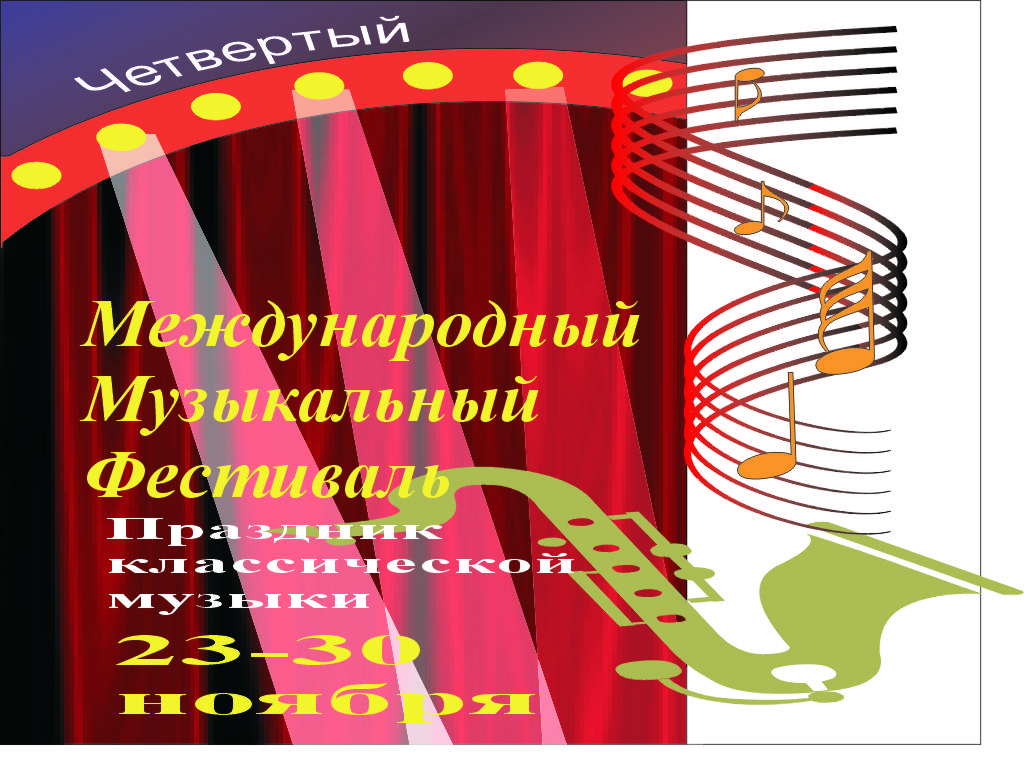 Четвертый
Международный
Музыкальный
Фестиваль
Праздник
классической
музыки
23-30
ноября